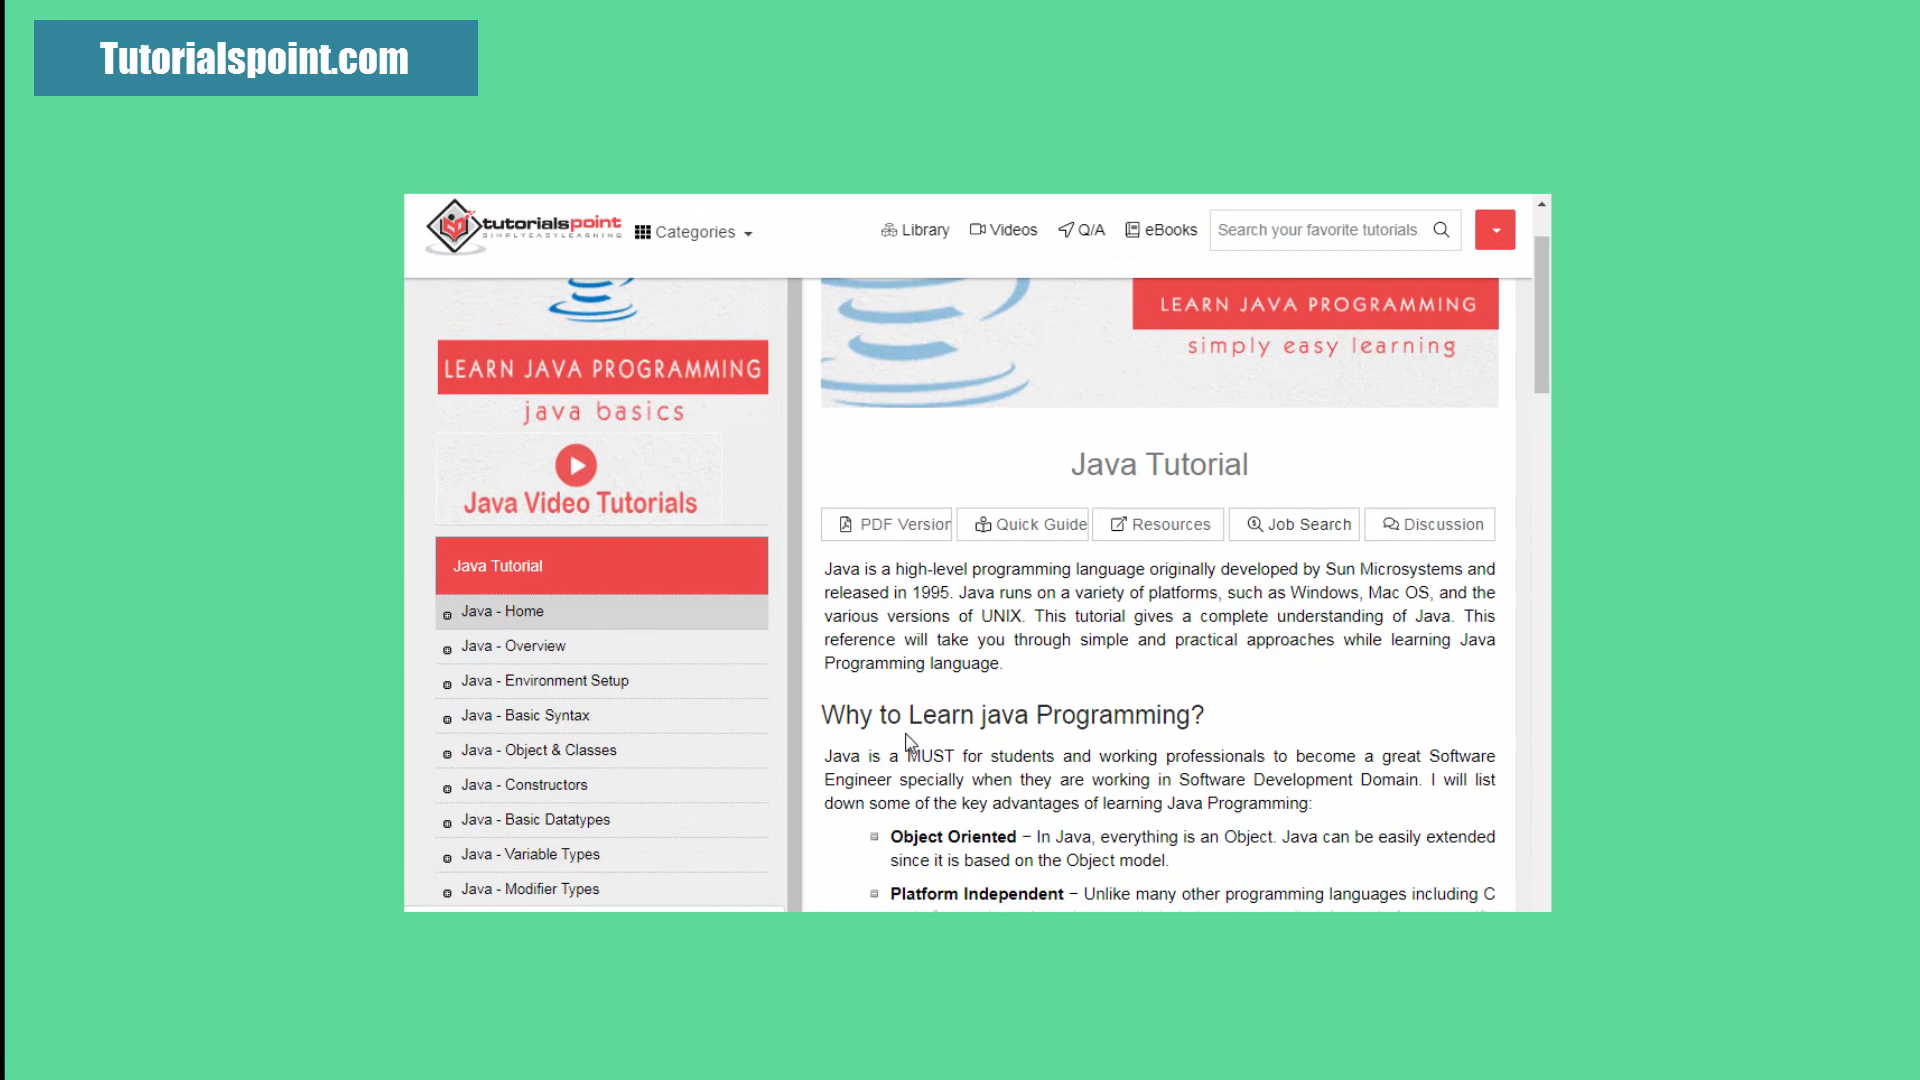 Tutorialspoint.com
tutorialspoint
SIMPLYEASYLEARNING
Categories
Library
Videos
Q/A
eBooks
Search your favorite tutorials
LEARN JAVA PROGRAMMING
java basics
Java Video Tutorials
Java Tutorial
Java - Home
Java - Overview
Java - Environment Setup
Java - Basic Syntax
Java - Object & Classes
Java - Constructors
Java - Basic Datatypes
Java - Variable Types
Java - Modifier Types
LEARN JAVA PROGRAMMING
simply easy learning
Java Tutorial
PDF Version
Quick Guide
Resources
Job Search
Discussion
Java is a high-level programming language originally developed by Sun Microsystems and
released in 1995. Java runs on a variety of platforms, such as Windows, Mac OS, and the
various versions of UNIX. This tutorial gives a complete understanding of Java. This
reference will take you through simple and practical approaches while learning Java
Programming language.
Why to Learn java Programming?
Java is a MUST for students and working professionals to become a great Software
Engineer specially when they are working in Software Development Domain. I will list
down some of the key advantages of learning Java Programming:
Object Oriented − In Java, everything is an Object. Java can be easily extended
since it is based on the Object model.
Platform Independent − Unlike many other programming languages including C